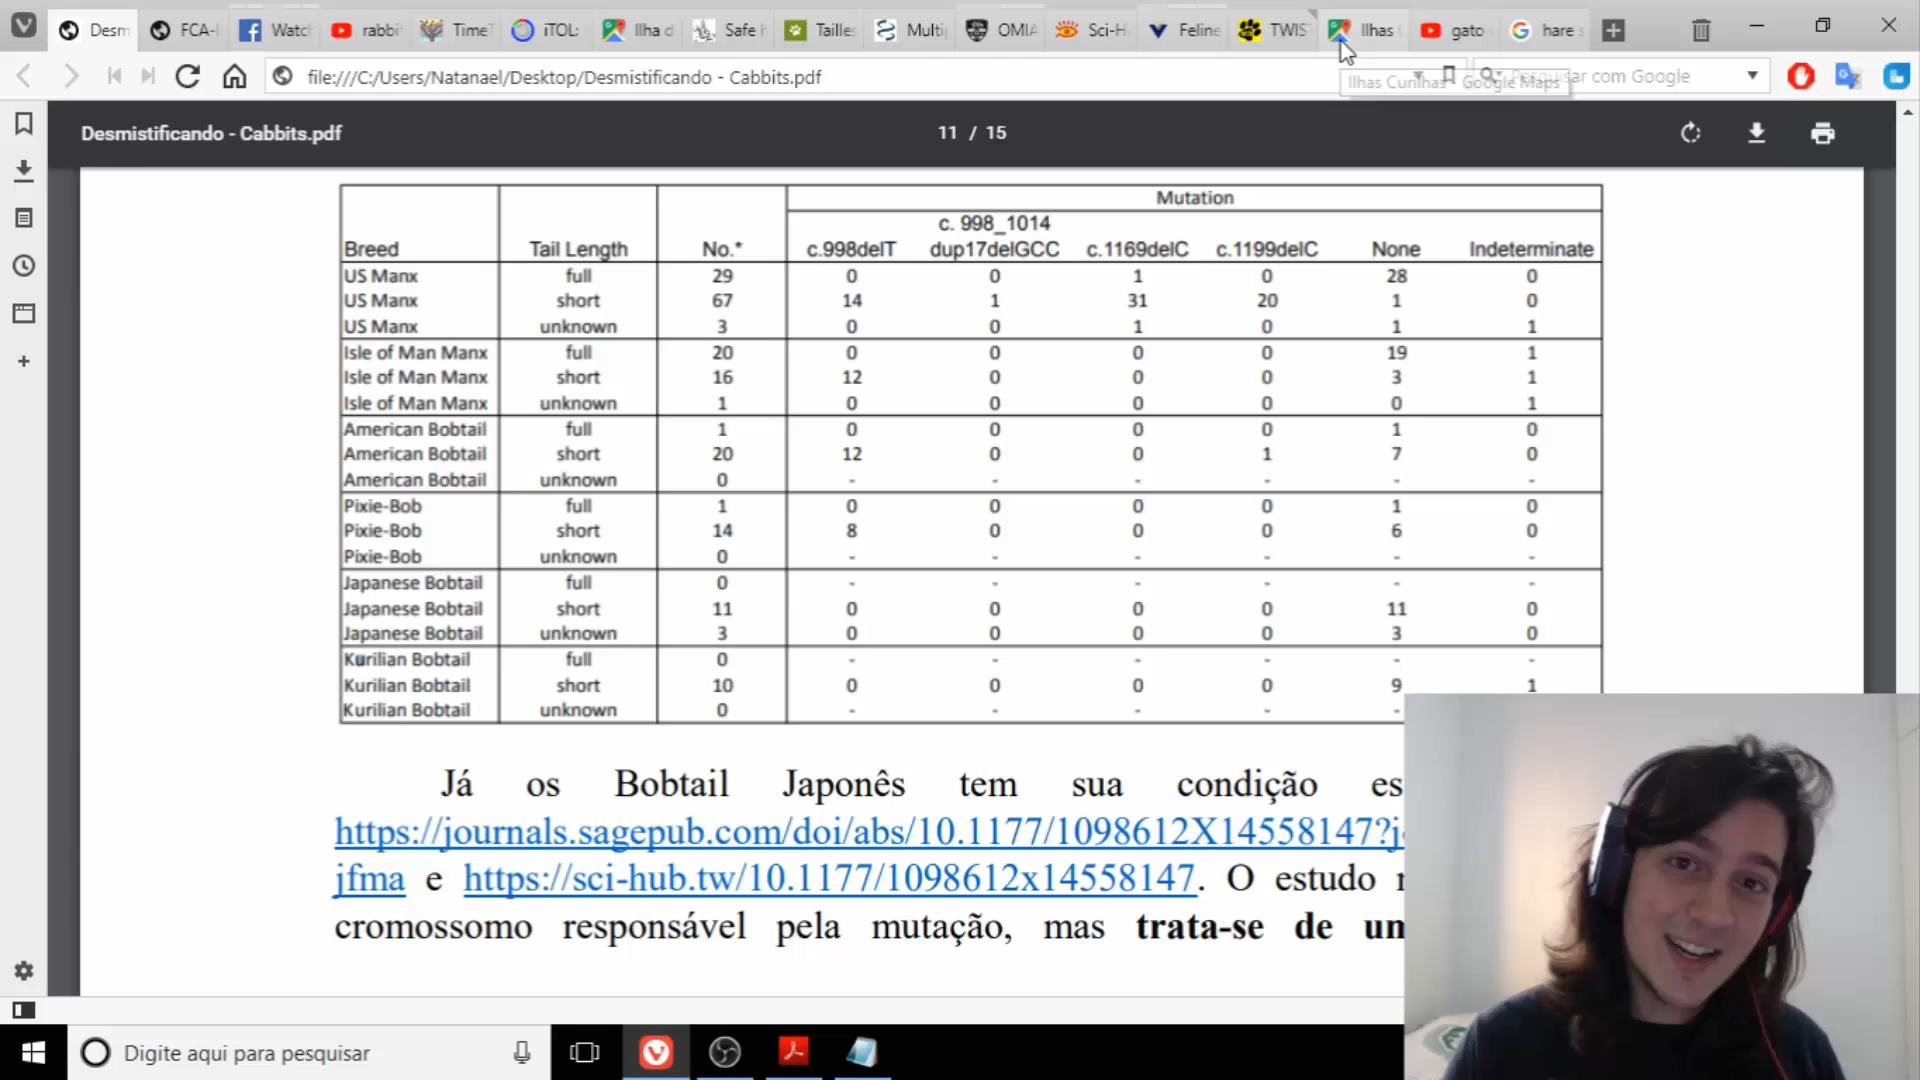 Desm FCA- Watch rabbi TimeT iTOL: Ilha d Safe Tailles Multi OMIA Sci-H Feline TWIS Ilhas gato hare s
file:///C:/Users/Natanael/Desktop/Desmistificando - Cabbits.pdf
Pesquisar com Google
Ilhas Curilhas - Google Maps
Desmistificando - Cabbits.pdf 11 / 15
Mutation
c. 998_1014
Breed Tail Length No.* c.998delT dup17delGCC c.1169delC c.1199delC None Indeterminate
US Manx full 29 0 0 1 0 28 0
US Manx short 67 14 1 31 20 1 0
US Manx unknown 3 0 0 1 0 1 1
Isle of Man Manx full 20 0 0 0 0 19 1
Isle of Man Manx short 16 12 0 0 0 3 1
Isle of Man Manx unknown 1 0 0 0 0 0 1
American Bobtail full 1 0 0 0 0 1 0
American Bobtail short 20 12 0 0 1 7 0
American Bobtail unknown 0 - - - - - -
Pixie-Bob full 1 0 0 0 0 1 0
Pixie-Bob short 14 8 0 0 0 6 0
Pixie-Bob unknown 0 - - - - - -
Japanese Bobtail full 0 - - - - - -
Japanese Bobtail short 11 0 0 0 0 11 0
Japanese Bobtail unknown 3 0 0 0 0 3 0
Kurilian Bobtail full 0 - - - - - -
Kurilian Bobtail short 10 0 0 0 0 9 1
Kurilian Bobtail unknown 0 - - - - -
Já os Bobtail Japonês tem sua condição es
https://journals.sagepub.com/doi/abs/10.1177/1098612X14558147?j
jfma e https://sci-hub.tw/10.1177/1098612x14558147. O estudo
cromossomo responsável pela mutação, mas trata-se de um
Digite aqui para pesquisar